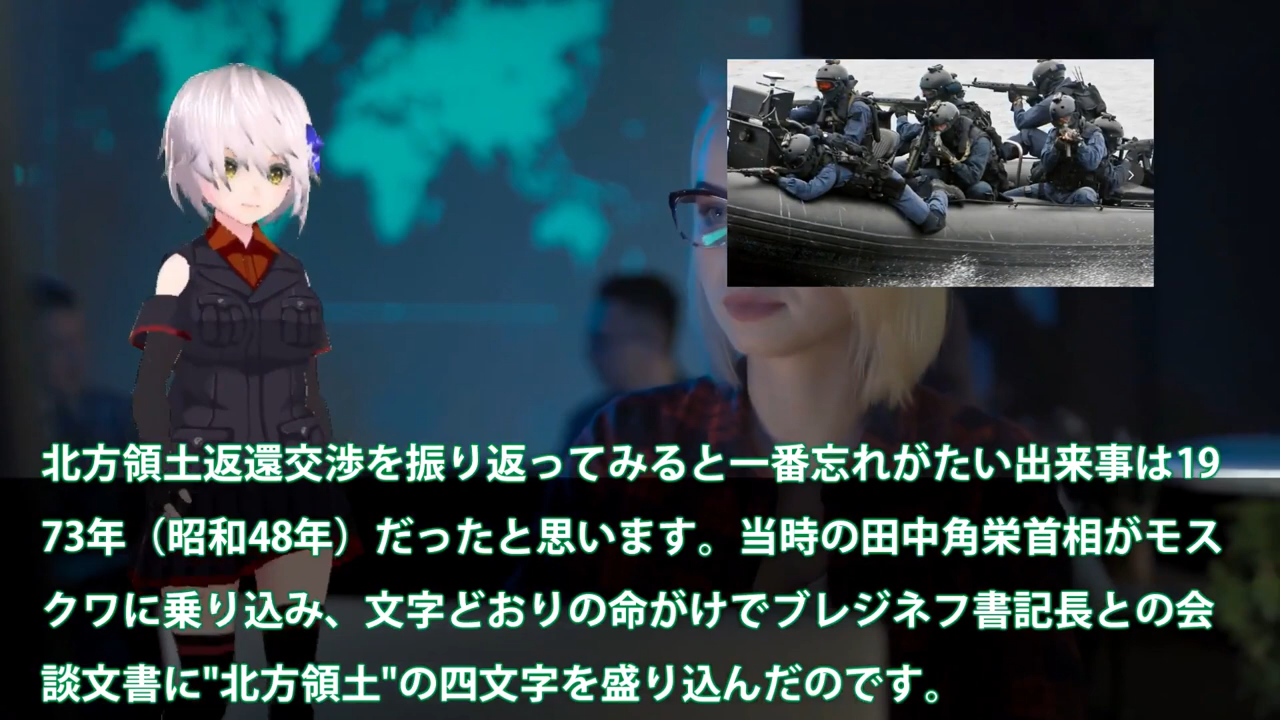 北方領土返還交渉を振り返ってみると一番忘れがたい出来事は19
73年（昭和48年）だったと思います。当時の田中角栄首相がモス
クワに乗り込み、文字どおりの命がけでブレジネフ書記長との会
談文書に"北方領土"の四文字を盛り込んだのです。